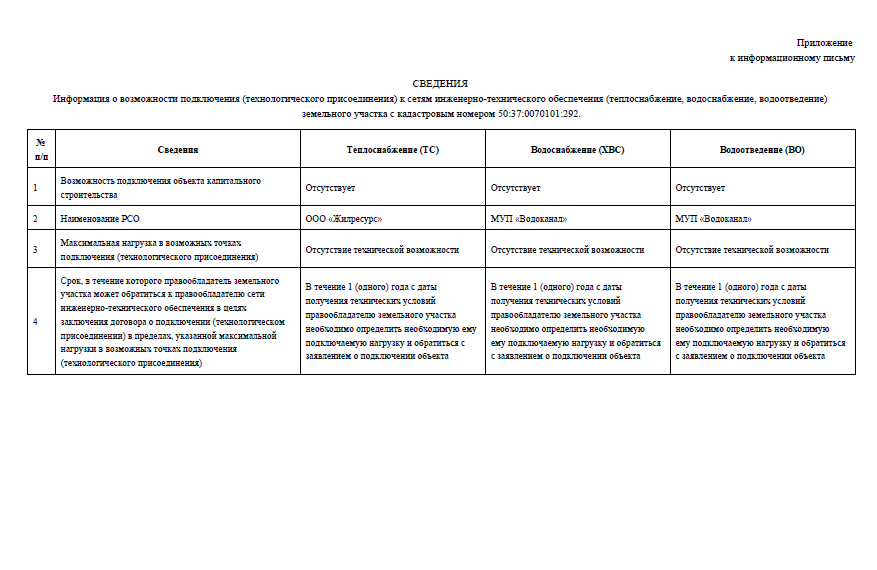 Приложение
к информационному письму
СВЕДЕНИЯ
Информация о возможности подключения (технологического присоединения) к сетям инженерно-технического обеспечения (теплоснабжение, водоснабжение, водоотведение)
земельного участка с кадастровым номером 50:37:0070101:292.
№
п/п
Сведения
Теплоснабжение (ТС)
Водоснабжение (ХВС)
Водоотведение (ВО)
1
Возможность подключения объекта капитального
строительства
Отсутствует
Отсутствует
Отсутствует
2
Наименование РСО
ООО «Жилресурс»
МУП «Водоканал»
МУП «Водоканал»
3
Максимальная нагрузка в возможных точках
подключения (технологического присоединения)
Отсутствие технической возможности
Отсутствие технической возможности
Отсутствие технической возможности
4
Срок, в течение которого правообладатель земельного
участка может обратиться к правообладателю сети
инженерно-технического обеспечения в целях
заключения договора о подключении (технологическом
присоединении) в пределах, указанной максимальной
нагрузки в возможных точках подключения
(технологического присоединения)
В течение 1 (одного) года с даты
получения технических условий
правообладателю земельного участка
необходимо определить необходимую ему
подключаемую нагрузку и обратиться с
заявлением о подключении объекта
В течение 1 (одного) года с даты
получения технических условий
правообладателю земельного участка
необходимо определить необходимую
ему подключаемую нагрузку и обратиться
с заявлением о подключении объекта
В течение 1 (одного) года с даты
получения технических условий
правообладателю земельного участка
необходимо определить необходимую
ему подключаемую нагрузку и обратиться
с заявлением о подключении объекта